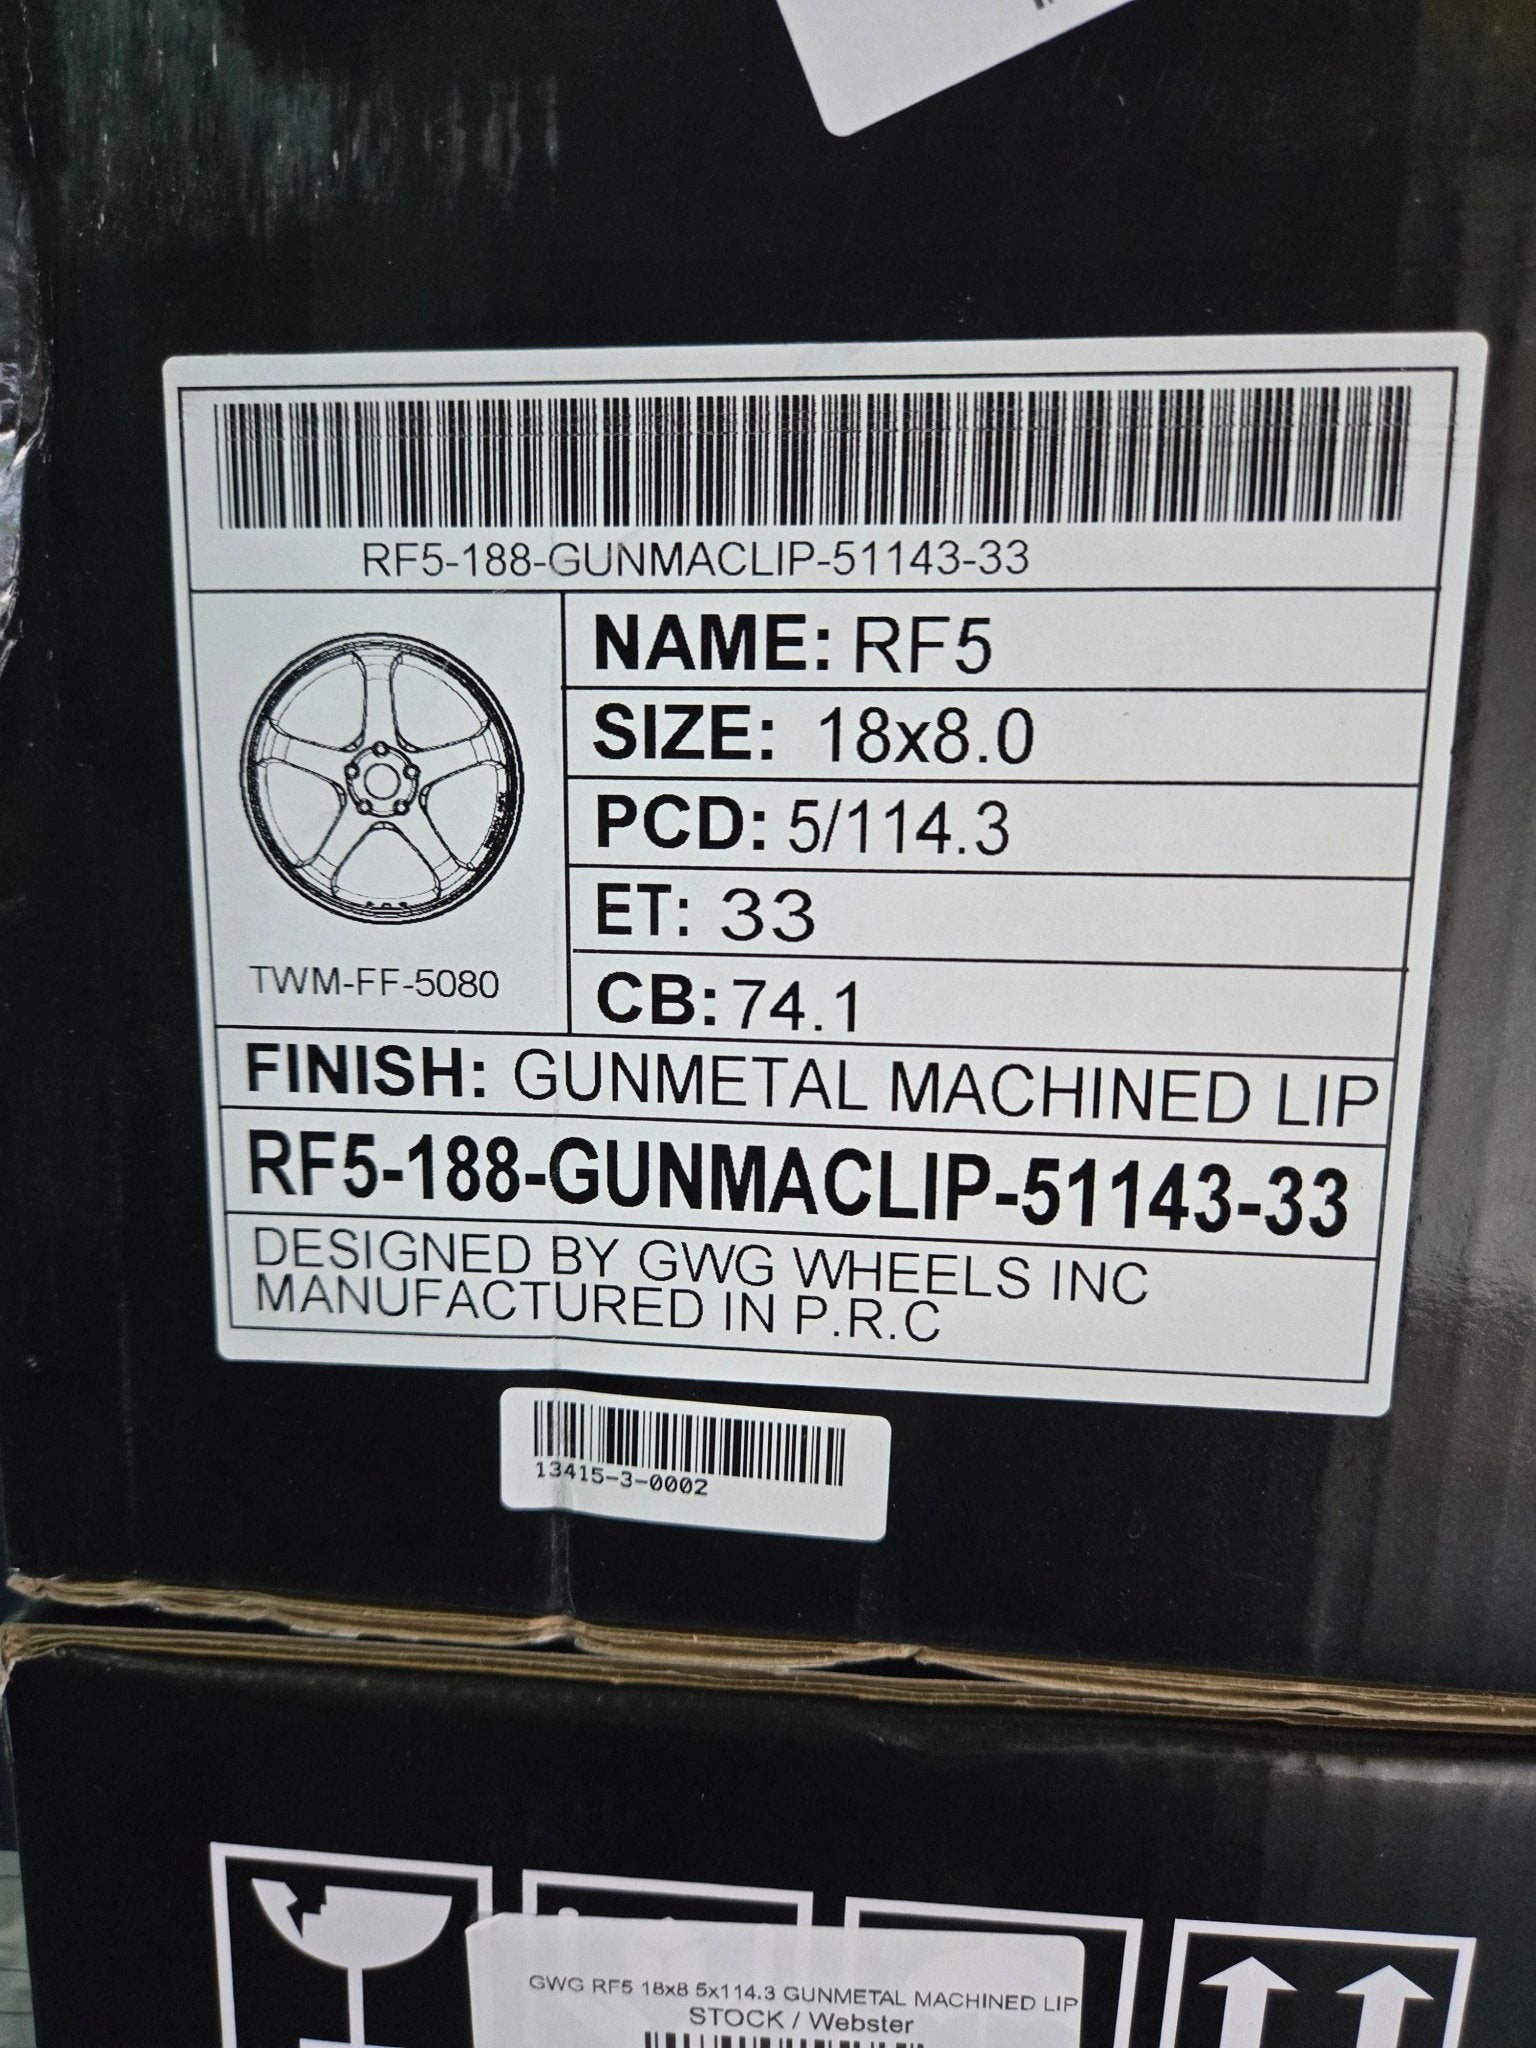 RF5-188-GUNMACLIP-51143-33
NAME: RF5
SIZE: 18x8.0
PCD: 5/114.3
ET: 33
CB: 74.1
TWM-FF-5080
FINISH: GUNMETAL MACHINED LIP
RF5-188-GUNMACLIP-51143-33
DESIGNED BY GWG WHEELS INC
MANUFACTURED IN P.R.C
13415-3-0002
GWG RF5 18x8 5x114.3 GUNMETAL MACHINED LIP
STOCK / Webster